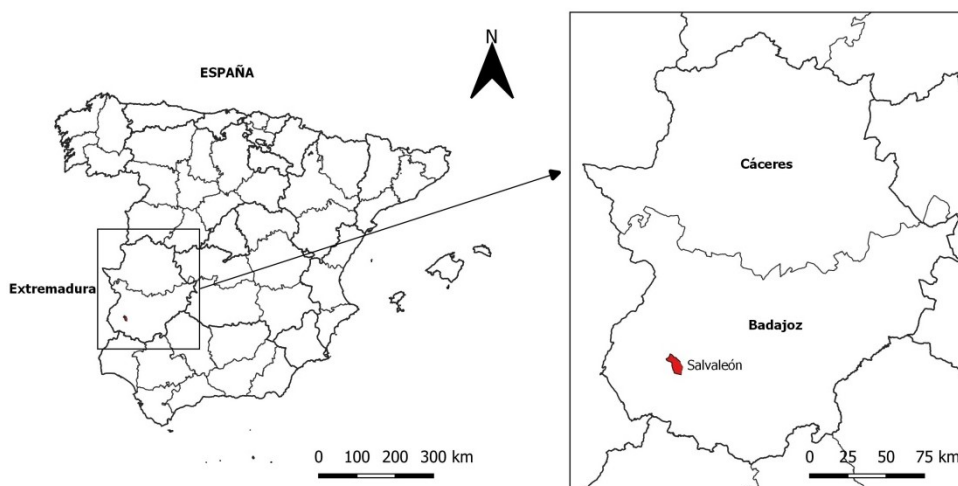 N
ESPAÑA
Extremadura
0 100 200 300 km
Cáceres
Badajoz
Salvaleón
0 25 50 75 km